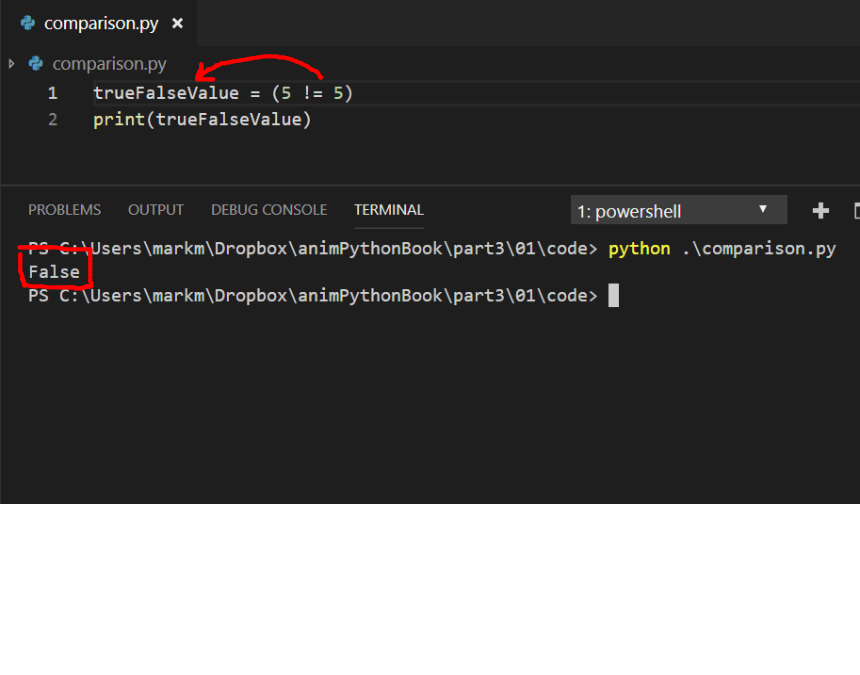 comparison.py ×
comparison.py
1 trueFalseValue = (5 != 5)
2 print(trueFalseValue)
PROBLEMS OUTPUT DEBUG CONSOLE TERMINAL 1: powershell
PS C:\Users\markm\Dropbox\animPythonBook\part3\01\code> python .\comparison.py
False
PS C:\Users\markm\Dropbox\animPythonBook\part3\01\code>